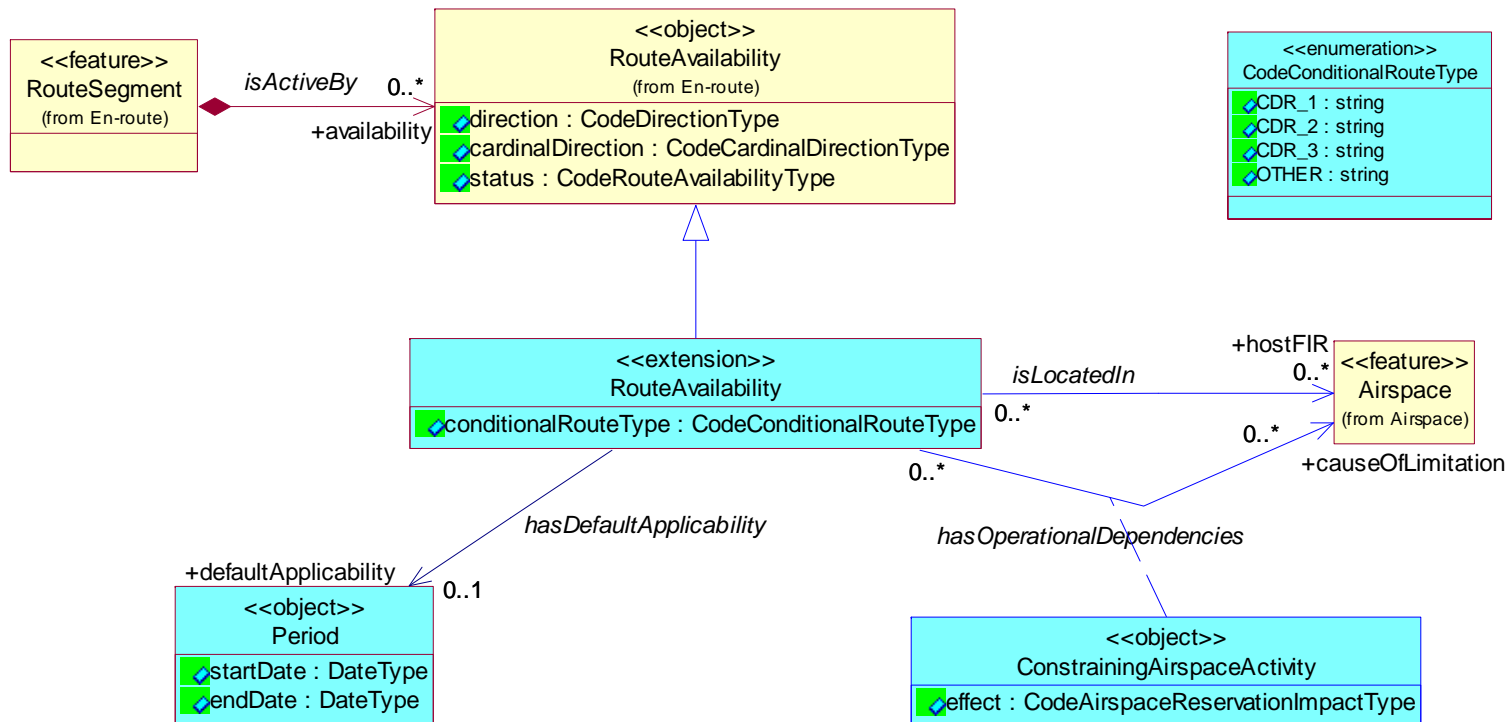 <<feature>>
RouteSegment
(from En-route)
isActiveBy
0..*
+availability
<<object>>
RouteAvailability
(from En-route)
direction : CodeDirectionType
cardinalDirection : CodeCardinalDirectionType
status : CodeRouteAvailabilityType
<<enumeration>>
CodeConditionalRouteType
CDR_1 : string
CDR_2 : string
CDR_3 : string
OTHER : string
<<extension>>
RouteAvailability
conditionalRouteType : CodeConditionalRouteType
isLocatedIn
0..*
+hostFIR
0..*
<<feature>>
Airspace
(from Airspace)
0..*
+causeOfLimitation
0..*
hasOperationalDependencies
hasDefaultApplicability
+defaultApplicability
0..1
<<object>>
Period
startDate : DateType
endDate : DateType
<<object>>
ConstrainingAirspaceActivity
effect : CodeAirspaceReservationImpactType